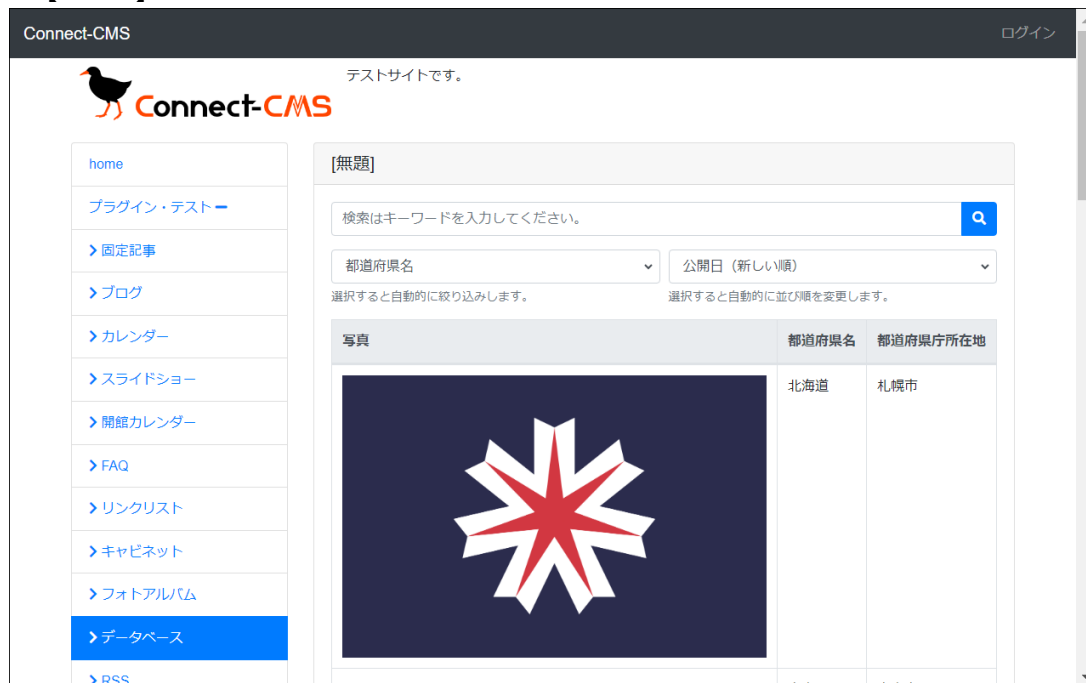 Connect-CMS
ログイン
Connect-CMS
テストサイトです。
home
プラグイン・テスト
固定記事
ブログ
カレンダー
スライドショー
開館カレンダー
FAQ
リンクリスト
キャビネット
フォトアルバム
データベース
RSS
[無題]
検索はキーワードを入力してください。
都道府県名
公開日（新しい順）
選択すると自動的に絞り込みします。
選択すると自動的に並び順を変更します。
写真 都道府県名 都道府県庁所在地
北海道 札幌市